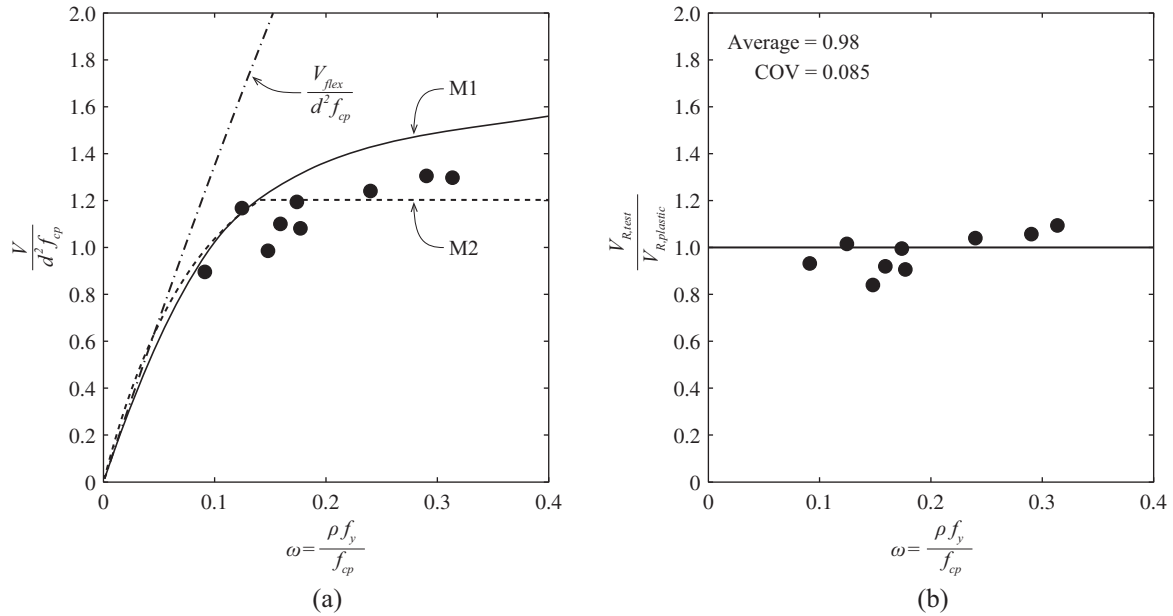 2.0
1.8
1.6
1.4
1.2
1.0
0.8
0.6
0.4
0.2
0
0 0.1 0.2 0.3 0.4
V
d²f_cp
V_flex
d²f_cp
M1
M2
ω= ρ f_y
f_cp
(a)
2.0
1.8
1.6
1.4
1.2
1.0
0.8
0.6
0.4
0.2
0
0 0.1 0.2 0.3 0.4
V_R,test
V_R,plastic
Average = 0.98
COV = 0.085
ω= ρ f_y
f_cp
(b)